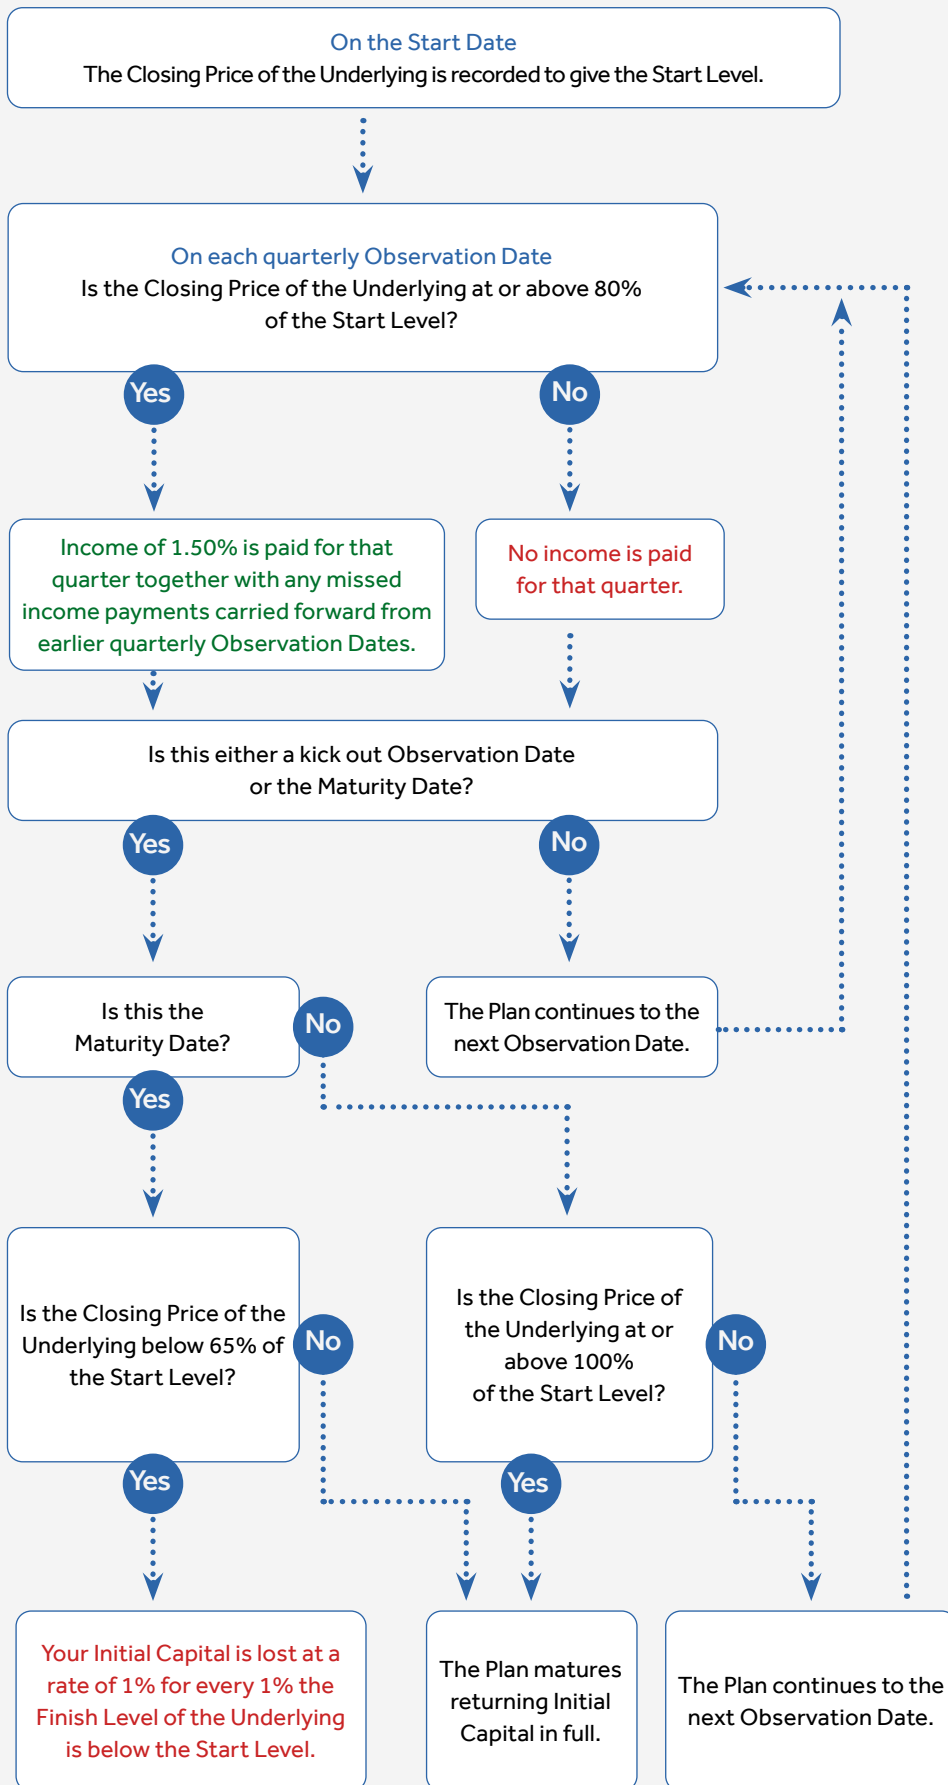 On the Start Date
The Closing Price of the Underlying is recorded to give the Start Level.
On each quarterly Observation Date
Is the Closing Price of the Underlying at or above 80%
of the Start Level?
Yes
No
Income of 1.50% is paid for that
quarter together with any missed
income payments carried forward from
earlier quarterly Observation Dates.
No income is paid
for that quarter.
Is this either a kick out Observation Date
or the Maturity Date?
Yes
No
Is this the
Maturity Date?
No
The Plan continues to the
next Observation Date.
Yes
Is the Closing Price of the
Underlying below 65% of
the Start Level?
No
Is the Closing Price of
the Underlying at or
above 100%
of the Start Level?
No
Yes
Yes
Your Initial Capital is lost at a
rate of 1% for every 1% the
Finish Level of the Underlying
is below the Start Level.
The Plan matures
returning Initial
Capital in full.
The Plan continues to the
next Observation Date.